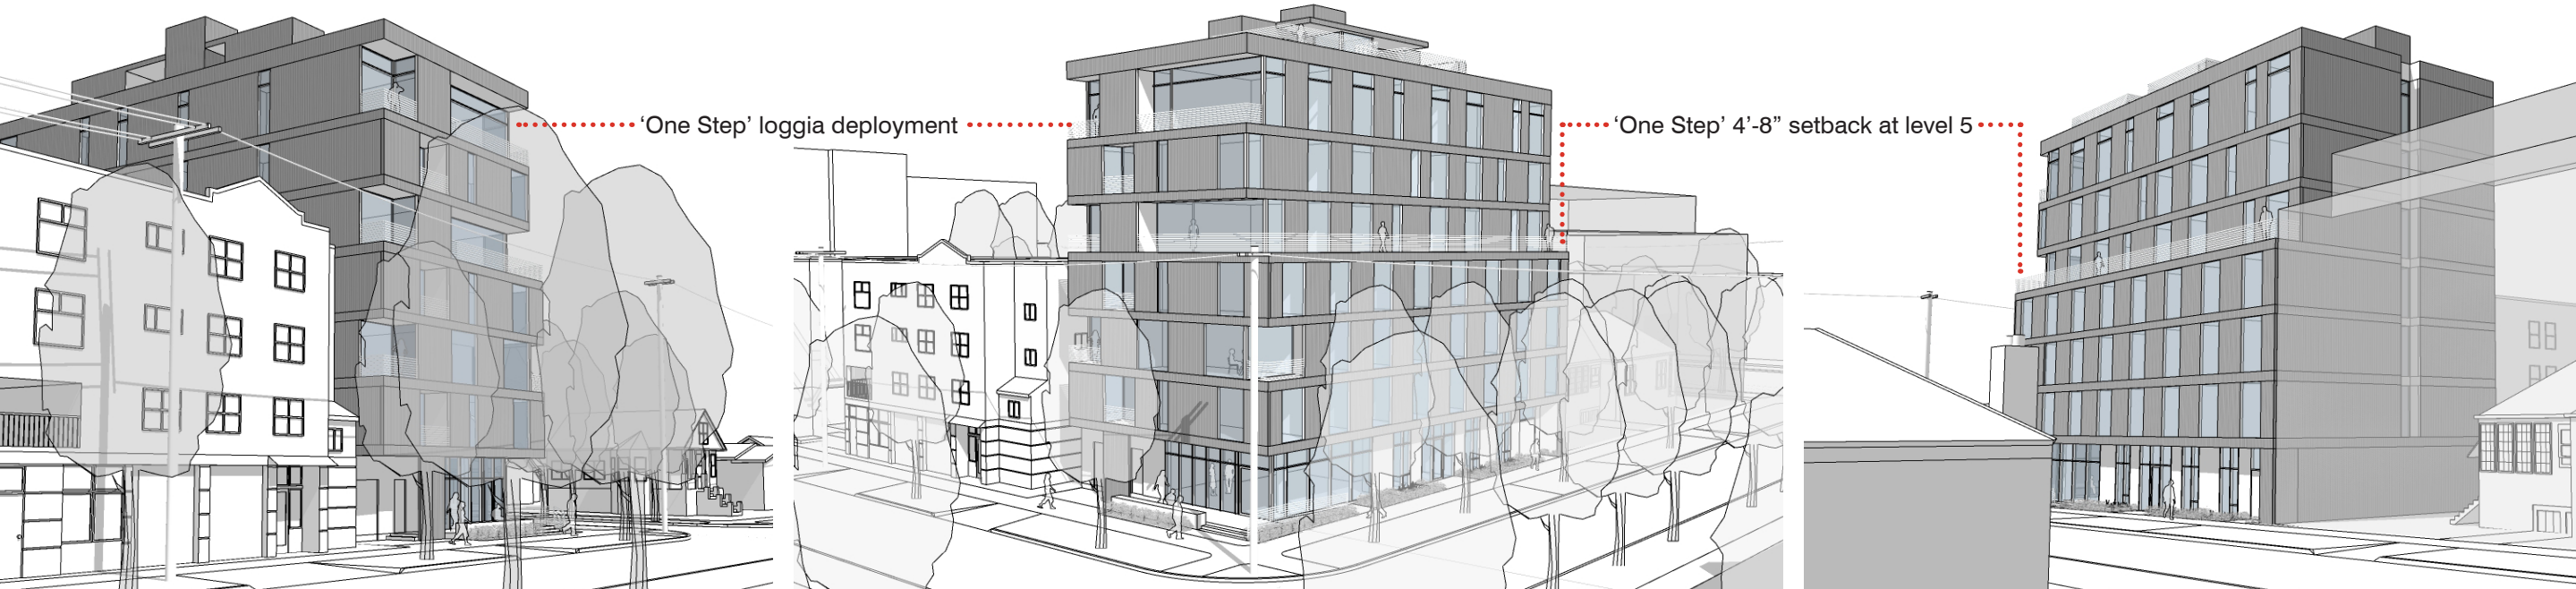 ‘One Step’ loggia deployment
‘One Step’ 4’-8” setback at level 5